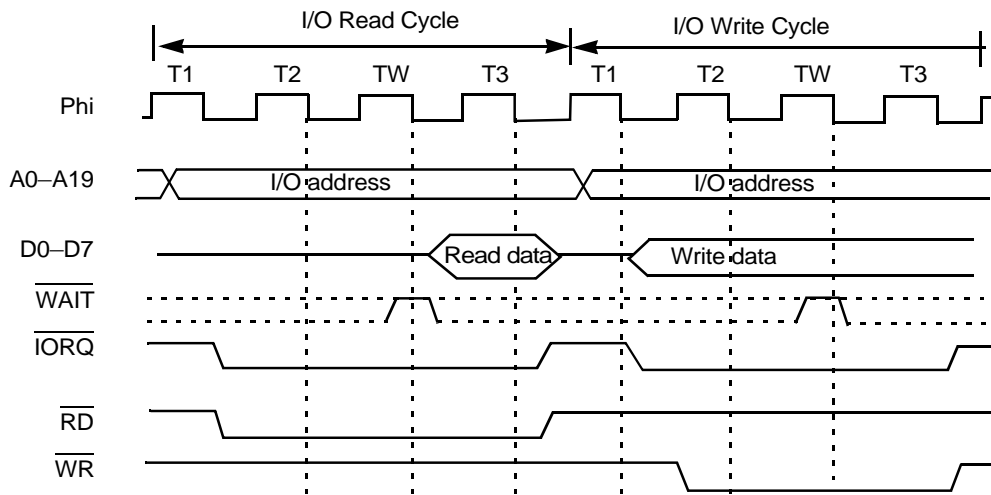 I/O Read Cycle I/O Write Cycle
T1 T2 TW T3 T1 T2 TW T3
Phi
A0–A19 I/O address I/O address
D0–D7 Read data Write data
WAIT
IORQ
RD
WR